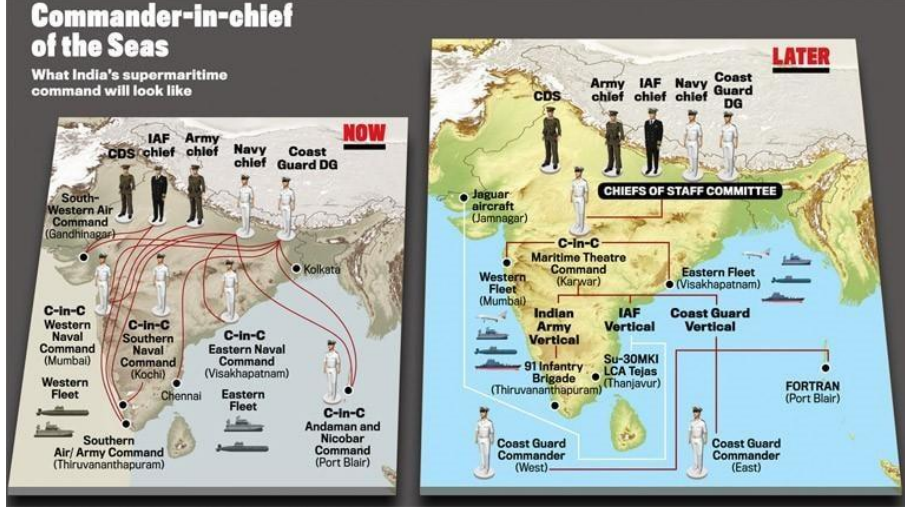 Commander-in-chief
of the Seas
What India's supermaritime
command will look like
NOW
CDS
IAF
chief
Army
chief
Navy
chief
Coast
Guard DG
South-
Western Air
Command
(Gandhinagar)
Kolkata
C-in-C
Western
Naval
Command
(Mumbai)
C-in-C
Southern
Naval
Command
(Kochi)
C-in-C
Eastern Naval
Command
(Visakhapatnam)
Western
Fleet
Chennai
Eastern
Fleet
C-in-C
Andaman and
Nicobar
Command
(Port Blair)
Southern
Air/Army Command
(Thiruvananthapuram)
LATER
CDS
Army
chief
IAF
chief
Navy
chief
Coast
Guard
DG
CHIEFS OF STAFF COMMITTEE
Jaguar
aircraft
(Jamnagar)
C-in-C
Maritime Theatre
Command
(Karwar)
Western
Fleet
(Mumbai)
Eastern Fleet
(Visakhapatnam)
Indian
Army
Vertical
IAF
Vertical
Coast Guard
Vertical
91 Infantry
Brigade
(Thiruvananthapuram)
Su-30MKI
LCA Tejas
(Thanjavur)
FORTRAN
(Port Blair)
Coast Guard
Commander
(West)
Coast Guard
Commander
(East)